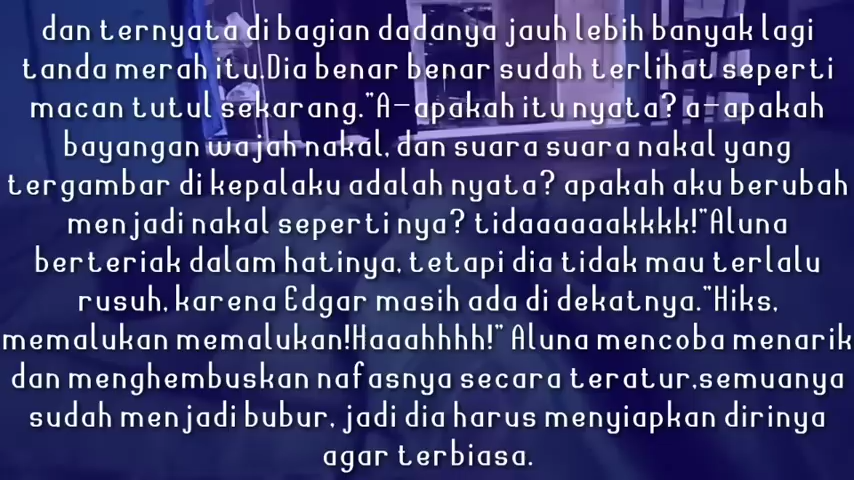 dan ternyata di bagian dadanya jauh lebih banyak lagi
tanda merah itu.Dia benar benar sudah terlihat seperti
macan tutul sekarang."A-apakah itu nyata? a-apakah
bayangan wajah nakal, dan suara suara nakal yang
tergambar di kepalaku adalah nyata? apakah aku berubah
menjadi nakal seperti nya? tidaaaaaakkkk!"Aluna
berteriak dalam hatinya, tetapi dia tidak mau terlalu
rusuh, karena Edgar masih ada di dekatnya."Hiks,
memalukan memalukan!Haaahhhh!" Aluna mencoba menarik
dan menghembuskan nafasnya secara teratur,semuanya
sudah menjadi bubur, jadi dia harus menyiapkan dirinya
agar terbiasa.